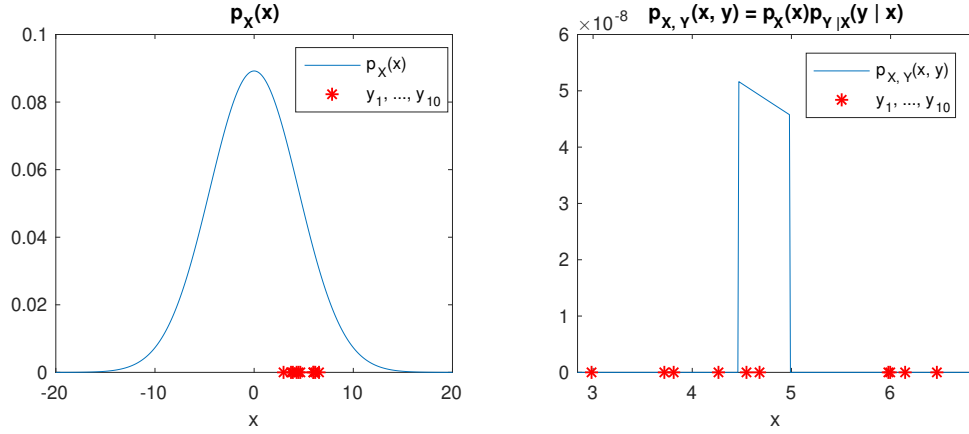 p_X(x)
0.1
0.08
0.06
0.04
0.02
0
-20
-10
0
10
20
x
p_X(x)
y_1, ..., y_10
p_X, Y(x, y) = p_X(x)p_Y|X(y | x)
×10^-8
6
5
4
3
2
1
0
3
4
5
6
x
p_X, Y(x, y)
y_1, ..., y_10